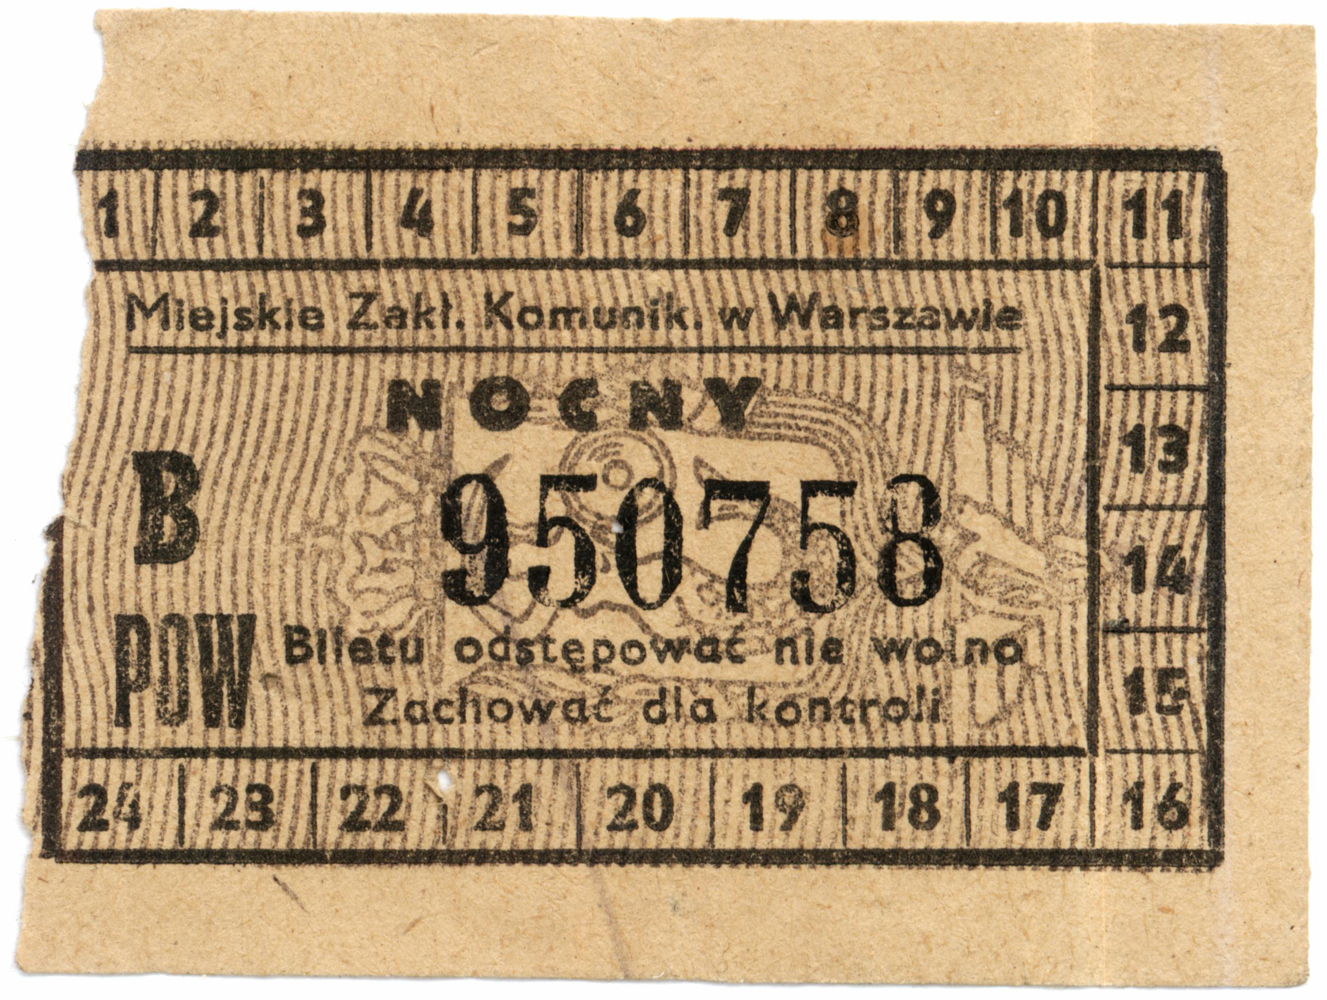 1 2 3 4 5 6 7 8 9 10 11
Miejskie Zakł. Komunik. w Warszawie
12
NOCNY
13
B 950758
14
POW Biletu odstępować nie wolno
15
Zachować dla kontroli
24 23 22 21 20 19 18 17 16